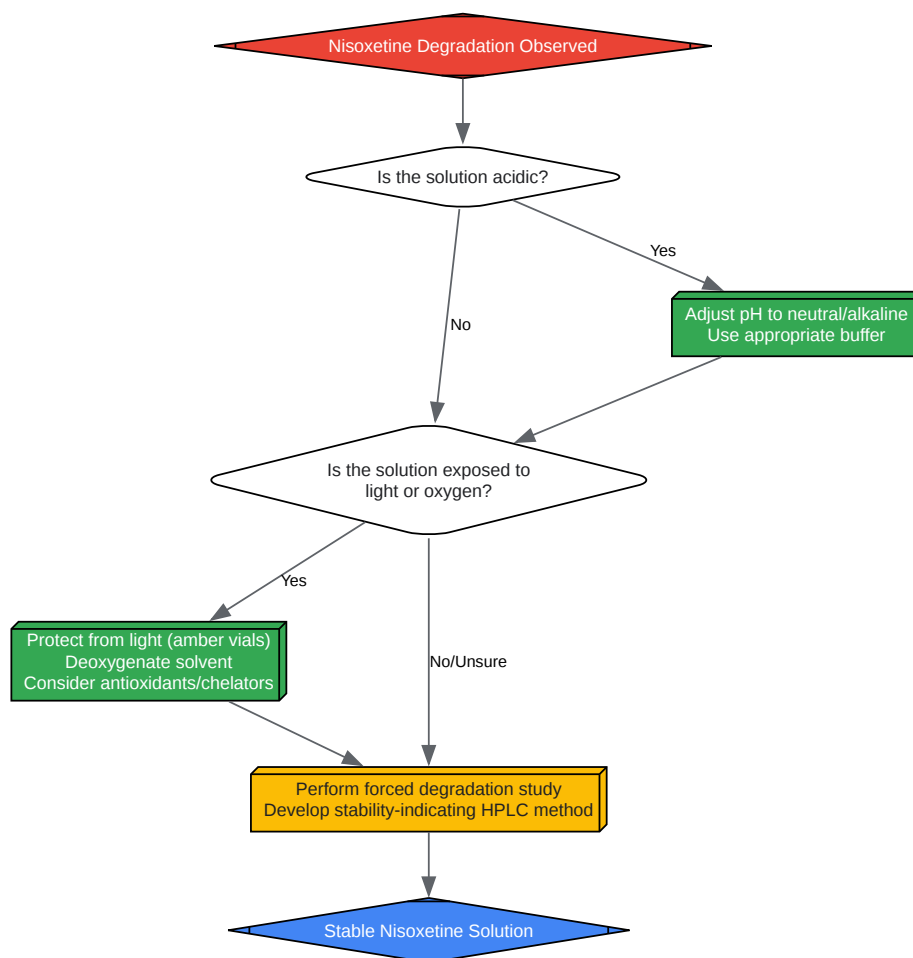 Nisoxetine Degradation Observed
Is the solution acidic?
Yes
Adjust pH to neutral/alkaline
Use appropriate buffer
No
Is the solution exposed to
light or oxygen?
Yes
Protect from light (amber vials)
Deoxygenate solvent
Consider antioxidants/chelators
No/Unsure
Perform forced degradation study
Develop stability-indicating HPLC method
Stable Nisoxetine Solution